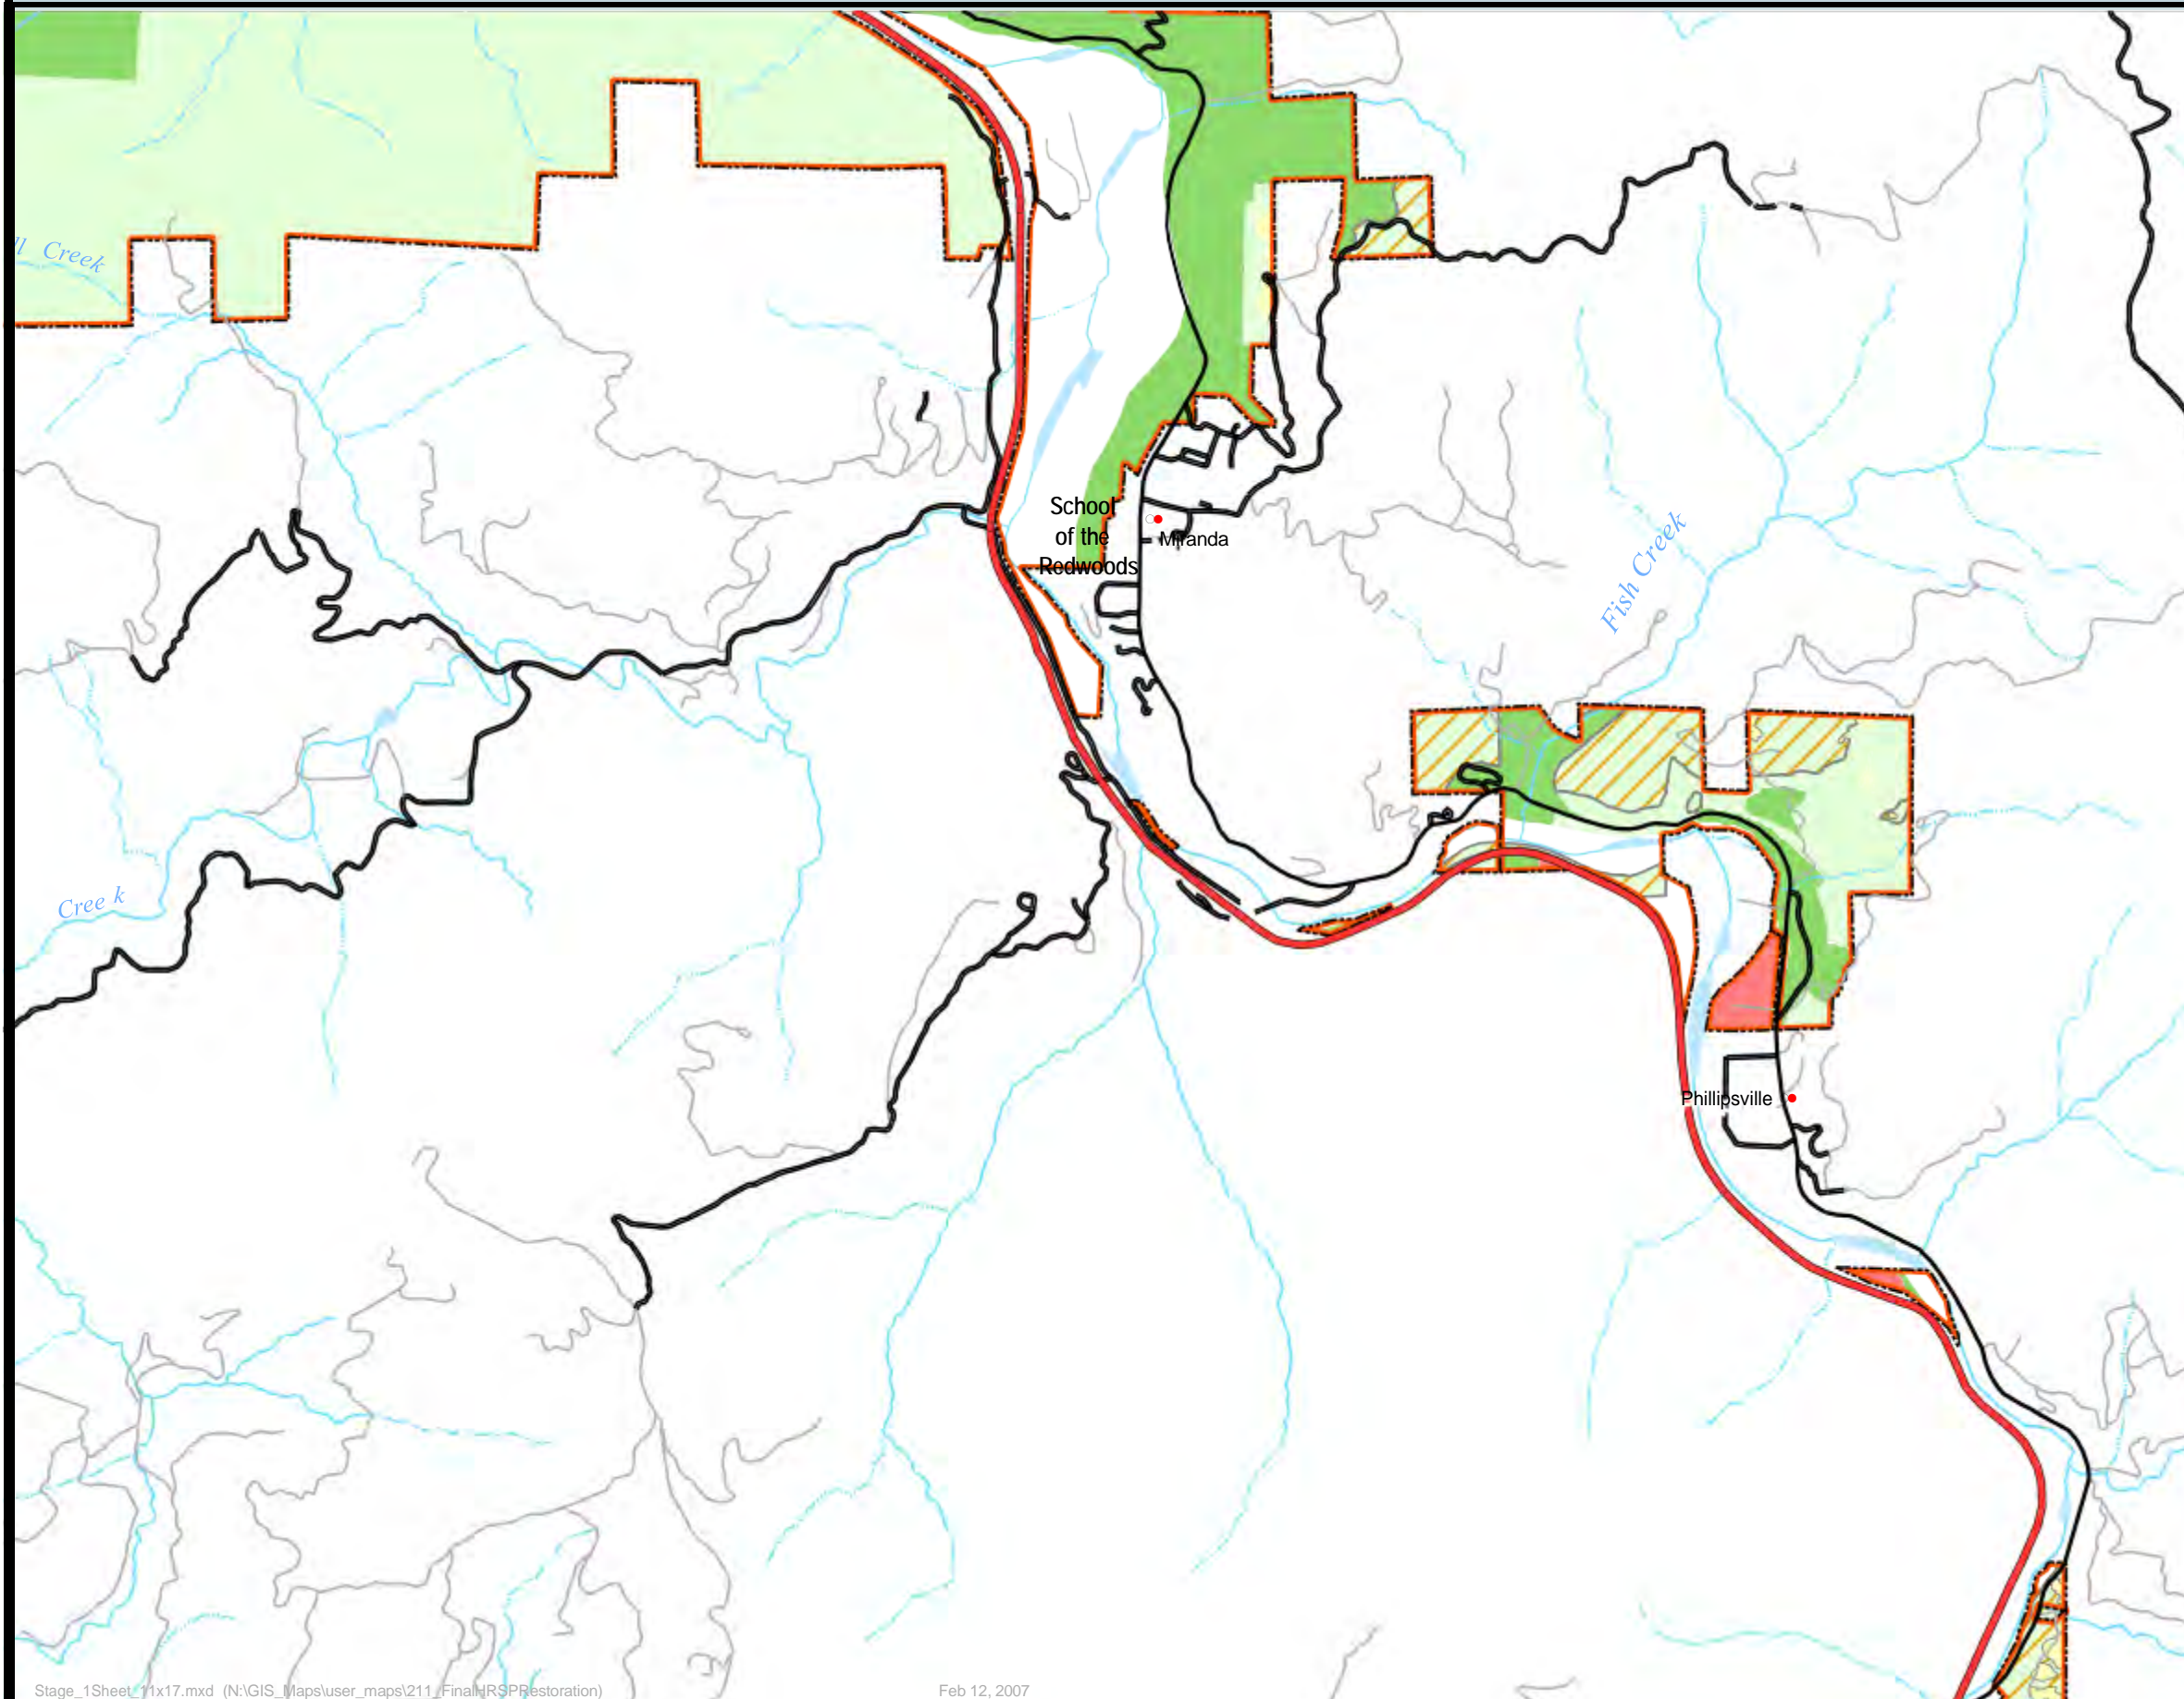 Creek
School
of the
Redwoods
Miranda
Fish Creek
Cree k
Phillipsville
Stage_1Sheet_11x17.mxd (N:\GIS_Maps\user_maps\211_FinalHRSPRestoration)
Feb 12, 2007